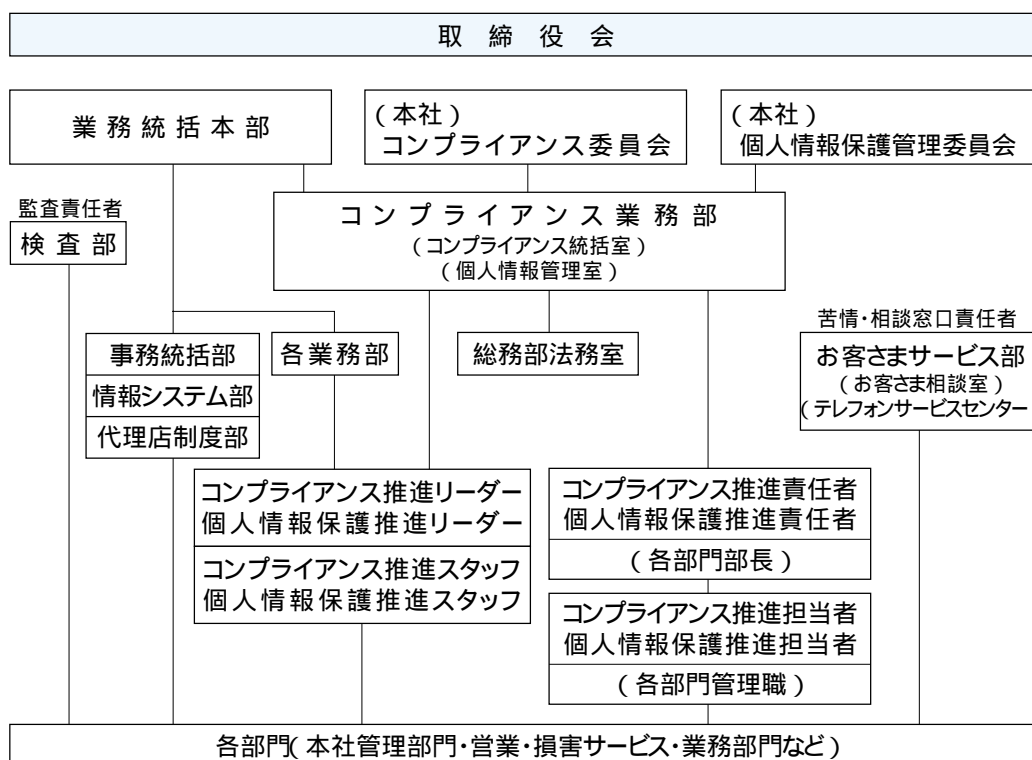 取締役会
業務統括本部
（本社）
コンプライアンス委員会
（本社）
個人情報保護管理委員会
監査責任者
検査部
コンプライアンス業務部
（コンプライアンス統括室）
（個人情報管理室）
事務統括部
情報システム部
代理店制度部
各業務部
総務部法務室
苦情・相談窓口責任者
お客さまサービス部
（お客さま相談室）
（テレフォンサービスセンター
コンプライアンス推進リーダー
個人情報保護推進リーダー
コンプライアンス推進スタッフ
個人情報保護推進スタッフ
コンプライアンス推進責任者
個人情報保護推進責任者
（各部門部長）
コンプライアンス推進担当者
個人情報保護推進担当者
（各部門管理職）
各部門（本社管理部門・営業・損害サービス・業務部門など）